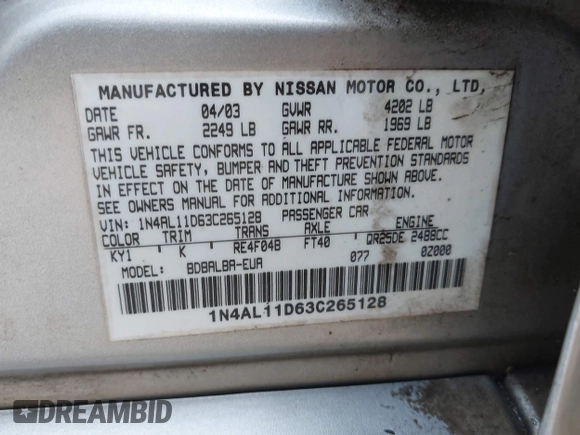 MANUFACTURED BY NISSAN MOTOR CO., LTD,
DATE 04/03 GVWR 4202 LB
GAWR FR. 2249 LB GAWR RR. 1969 LB
THIS VEHICLE CONFORMS TO ALL APPLICABLE FEDERAL MOTOR
VEHICLE SAFETY, BUMPER AND THEFT PREVENTION STANDARDS
IN EFFECT ON THE DATE OF MANUFACTURE SHOWN ABOVE.
SEE OWNERS MANUAL FOR ADDITIONAL INFORMATION.
VIN: 1N4AL11D63C265128 PASSENGER CAR
COLOR TRIM TRANS AXLE ENGINE
KY1 K RE4F04B FT40 QR25DE 2488CC
MODEL: BDBALBA-EUA 077 0Z000
1N4AL11D63C265128
DREAMBID